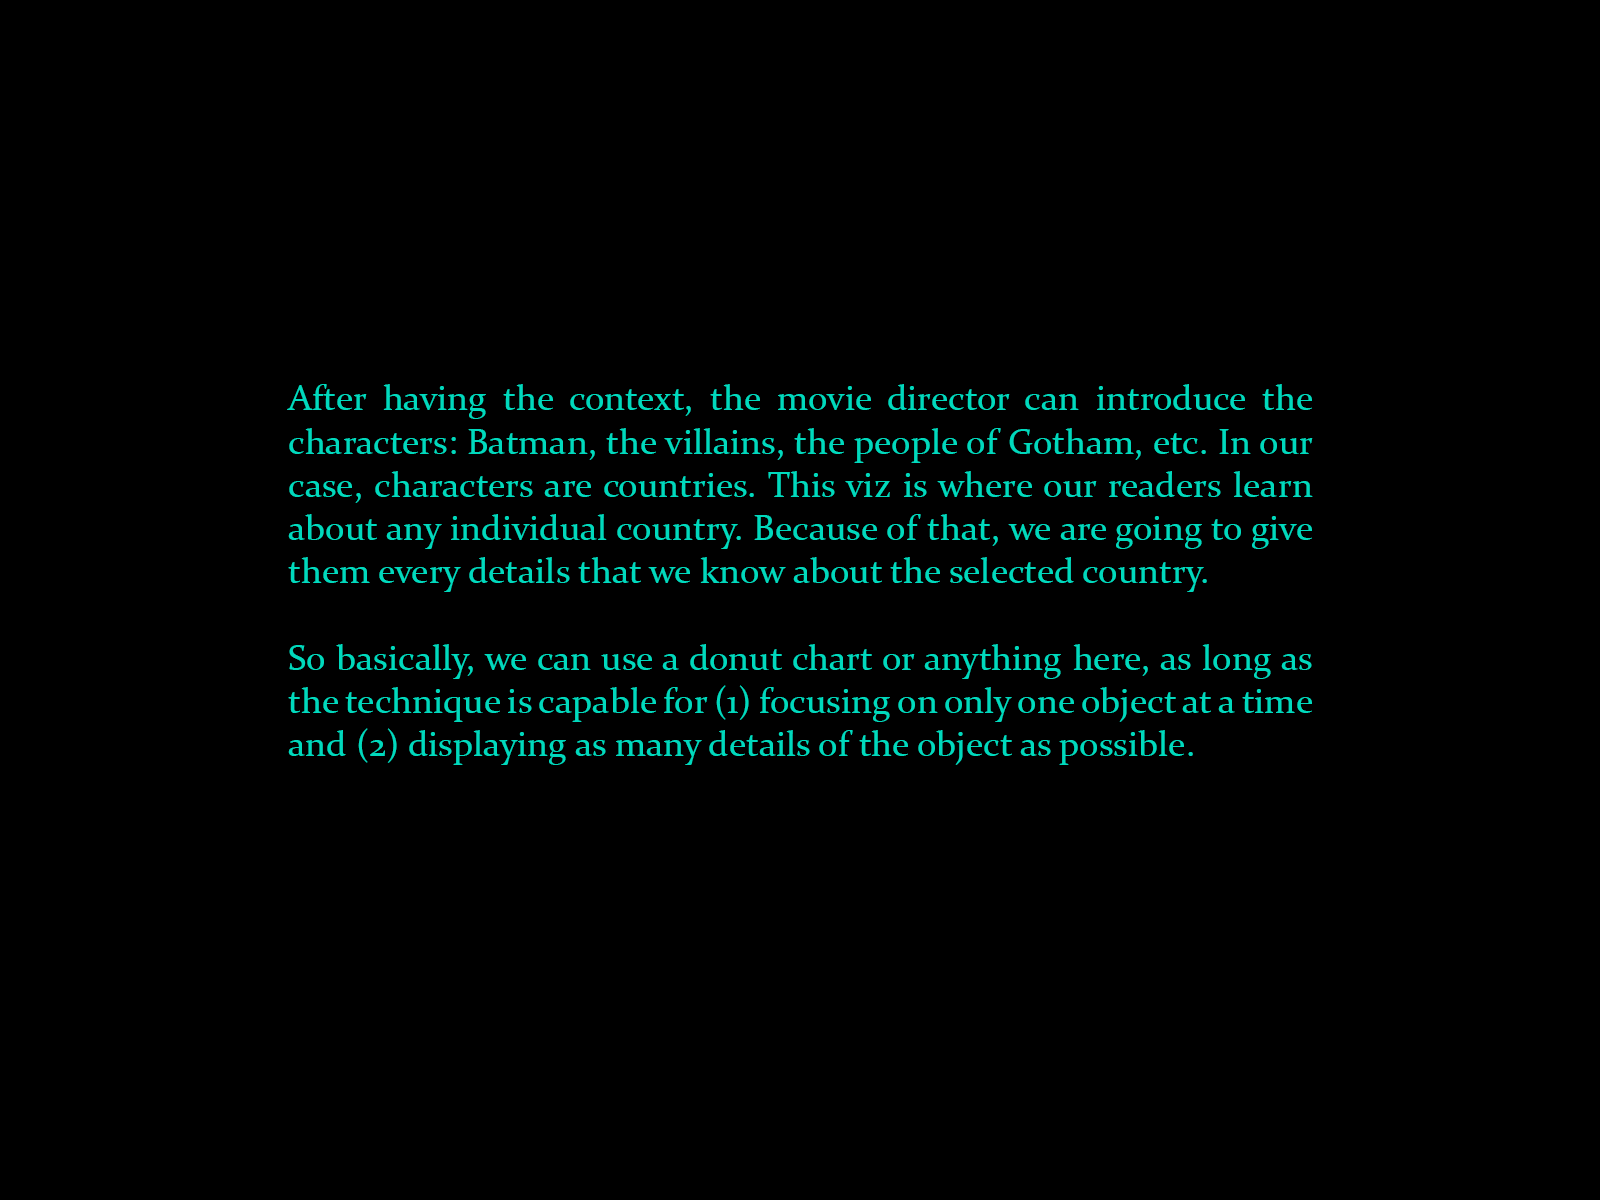 After having the context, the movie director can introduce the
characters: Batman, the villains, the people of Gotham, etc. In our
case, characters are countries. This viz is where our readers learn
about any individual country. Because of that, we are going to give
them every details that we know about the selected country.
So basically, we can use a donut chart or anything here, as long as
the technique is capable for (1) focusing on only one object at a time
and (2) displaying as many details of the object as possible.